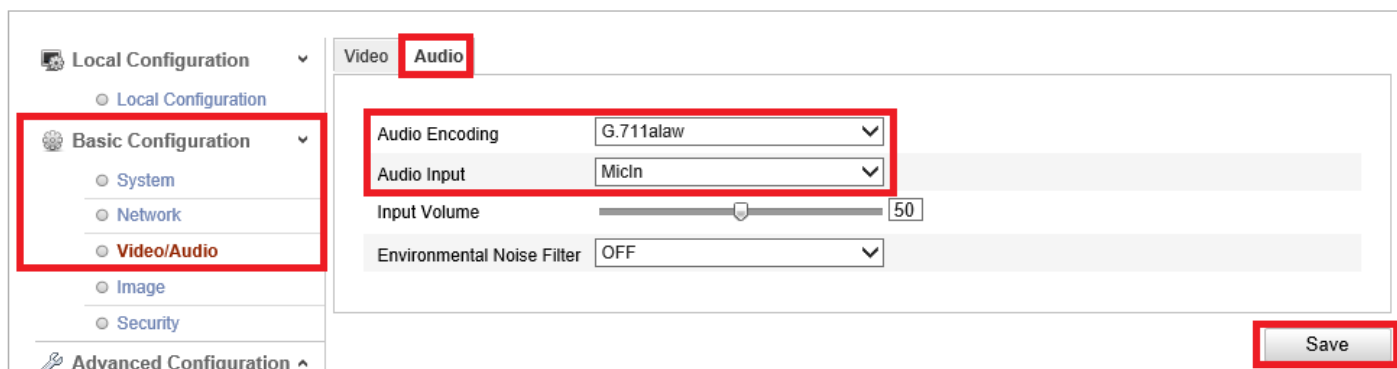 Local Configuration
Local Configuration
Basic Configuration
System
Network
Video/Audio
Image
Security
Advanced Configuration
Video Audio
Audio Encoding G.711alaw
Audio Input MicIn
Input Volume 50
Environmental Noise Filter OFF
Save